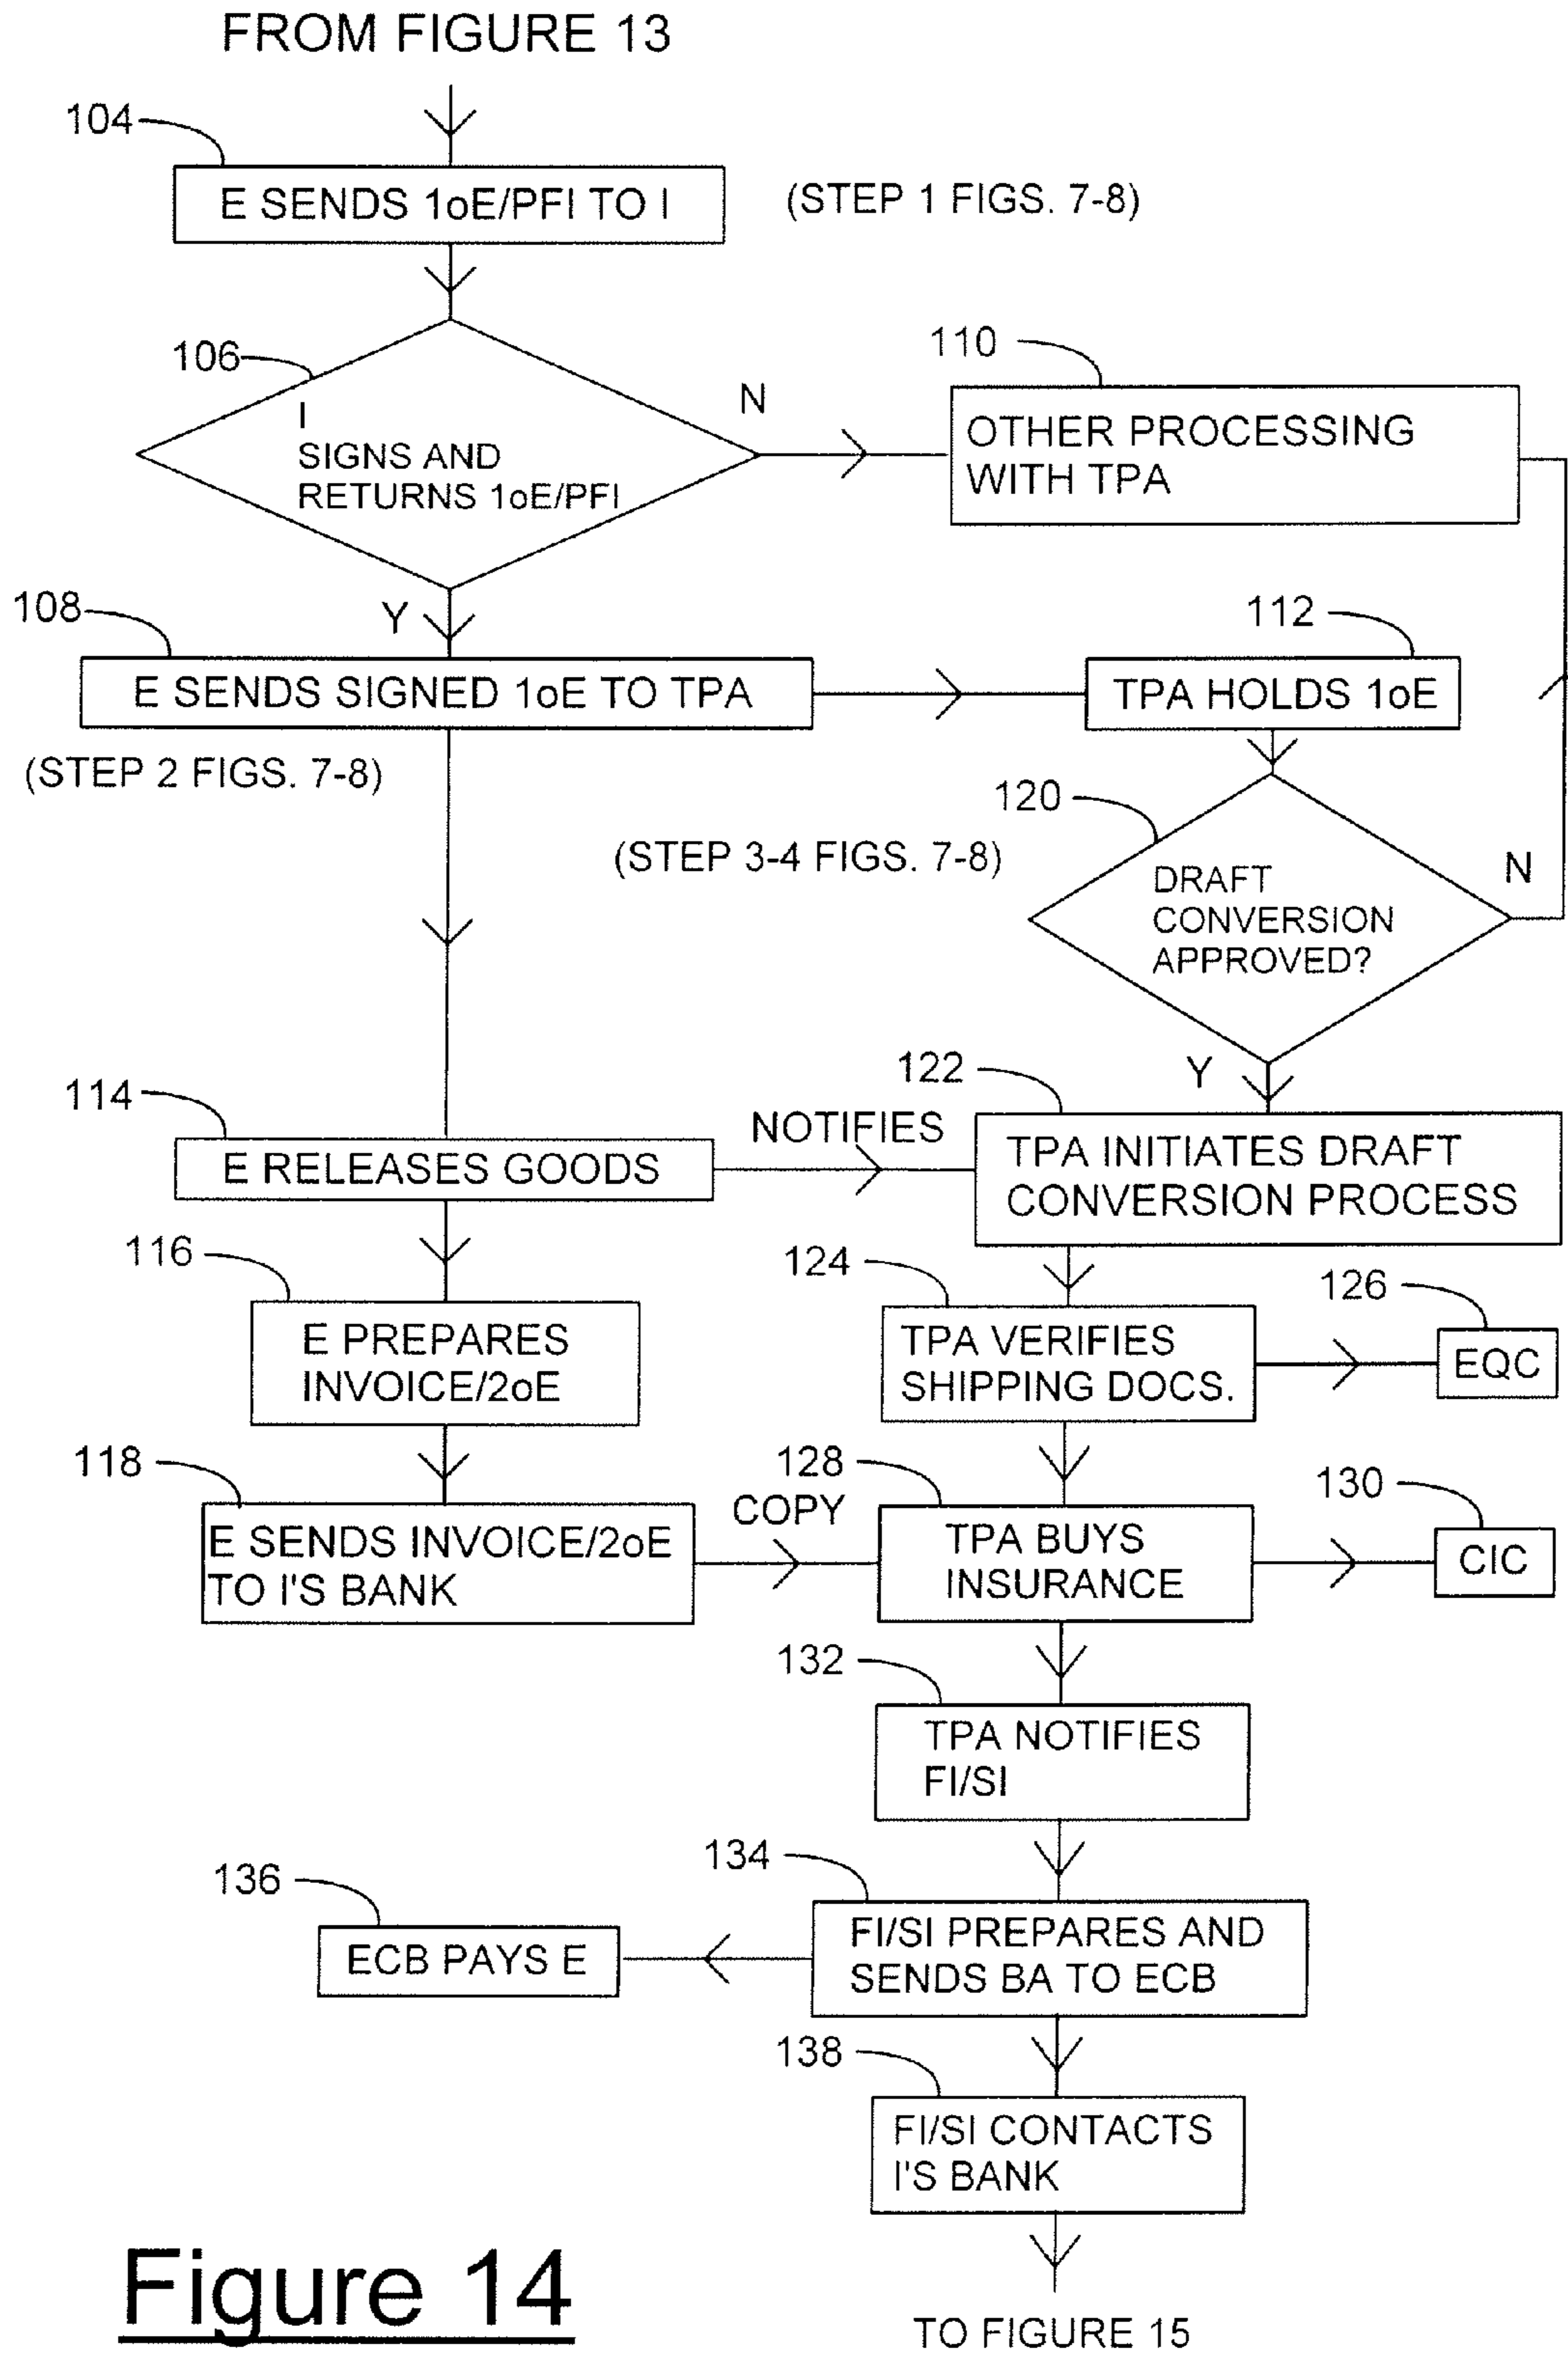 FROM FIGURE 13
104
E SENDS 1oE/PFI TO I
(STEP 1 FIGS. 7-8)
106
I
SIGNS AND
RETURNS 1oE/PFI
N
110
OTHER PROCESSING
WITH TPA
Y
108
E SENDS SIGNED 1oE TO TPA
112
TPA HOLDS 1oE
(STEP 2 FIGS. 7-8)
(STEP 3-4 FIGS. 7-8)
120
DRAFT
CONVERSION
APPROVED?
N
Y
114
E RELEASES GOODS
NOTIFIES
122
TPA INITIATES DRAFT
CONVERSION PROCESS
116
E PREPARES
INVOICE/2oE
124
TPA VERIFIES
SHIPPING DOCS.
126
EQC
118
E SENDS INVOICE/2oE
TO I'S BANK
COPY
128
TPA BUYS
INSURANCE
130
CIC
132
TPA NOTIFIES
FI/SI
134
FI/SI PREPARES AND
SENDS BA TO ECB
136
ECB PAYS E
138
FI/SI CONTACTS
I'S BANK
Figure 14
TO FIGURE 15